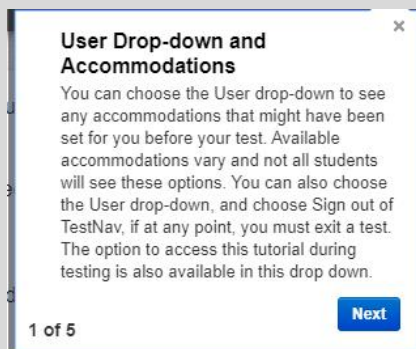 User Drop-down and
Accommodations
You can choose the User drop-down to see
any accommodations that might have been
set for you before your test. Available
accommodations vary and not all students
will see these options. You can also choose
the User drop-down, and choose Sign out of
TestNav, if at any point, you must exit a test.
The option to access this tutorial during
testing is also available in this drop down.
Next
1 of 5